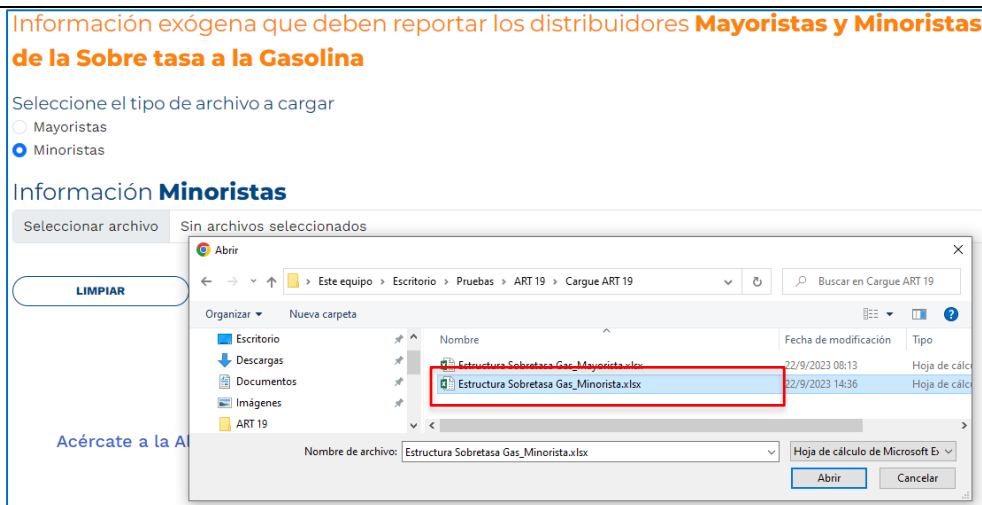 Información exógena que deben reportar los distribuidores Mayoristas y Minoristas
de la Sobre tasa a la Gasolina
Seleccione el tipo de archivo a cargar
Mayoristas
Minoristas
Información Minoristas
Seleccionar archivo Sin archivos seleccionados
LIMPIAR
Acércate a la Al
Abrir
Este equipo > Escritorio > Pruebas > ART 19 > Cargue ART 19
Buscar en Cargue ART 19
Organizar Nueva carpeta
Escritorio
Descargas
Documentos
Imágenes
ART 19
Nombre Fecha de modificación Tipo
Estructura Sobretasa Gas_Mayorista.xlsx 22/9/2023 08:13 Hoja de cálcu
Estructura Sobretasa Gas_Minorista.xlsx 22/9/2023 14:36 Hoja de cálcu
Nombre de archivo: Estructura Sobretasa Gas_Minorista.xlsx Hoja de cálculo de Microsoft Ex
Abrir Cancelar